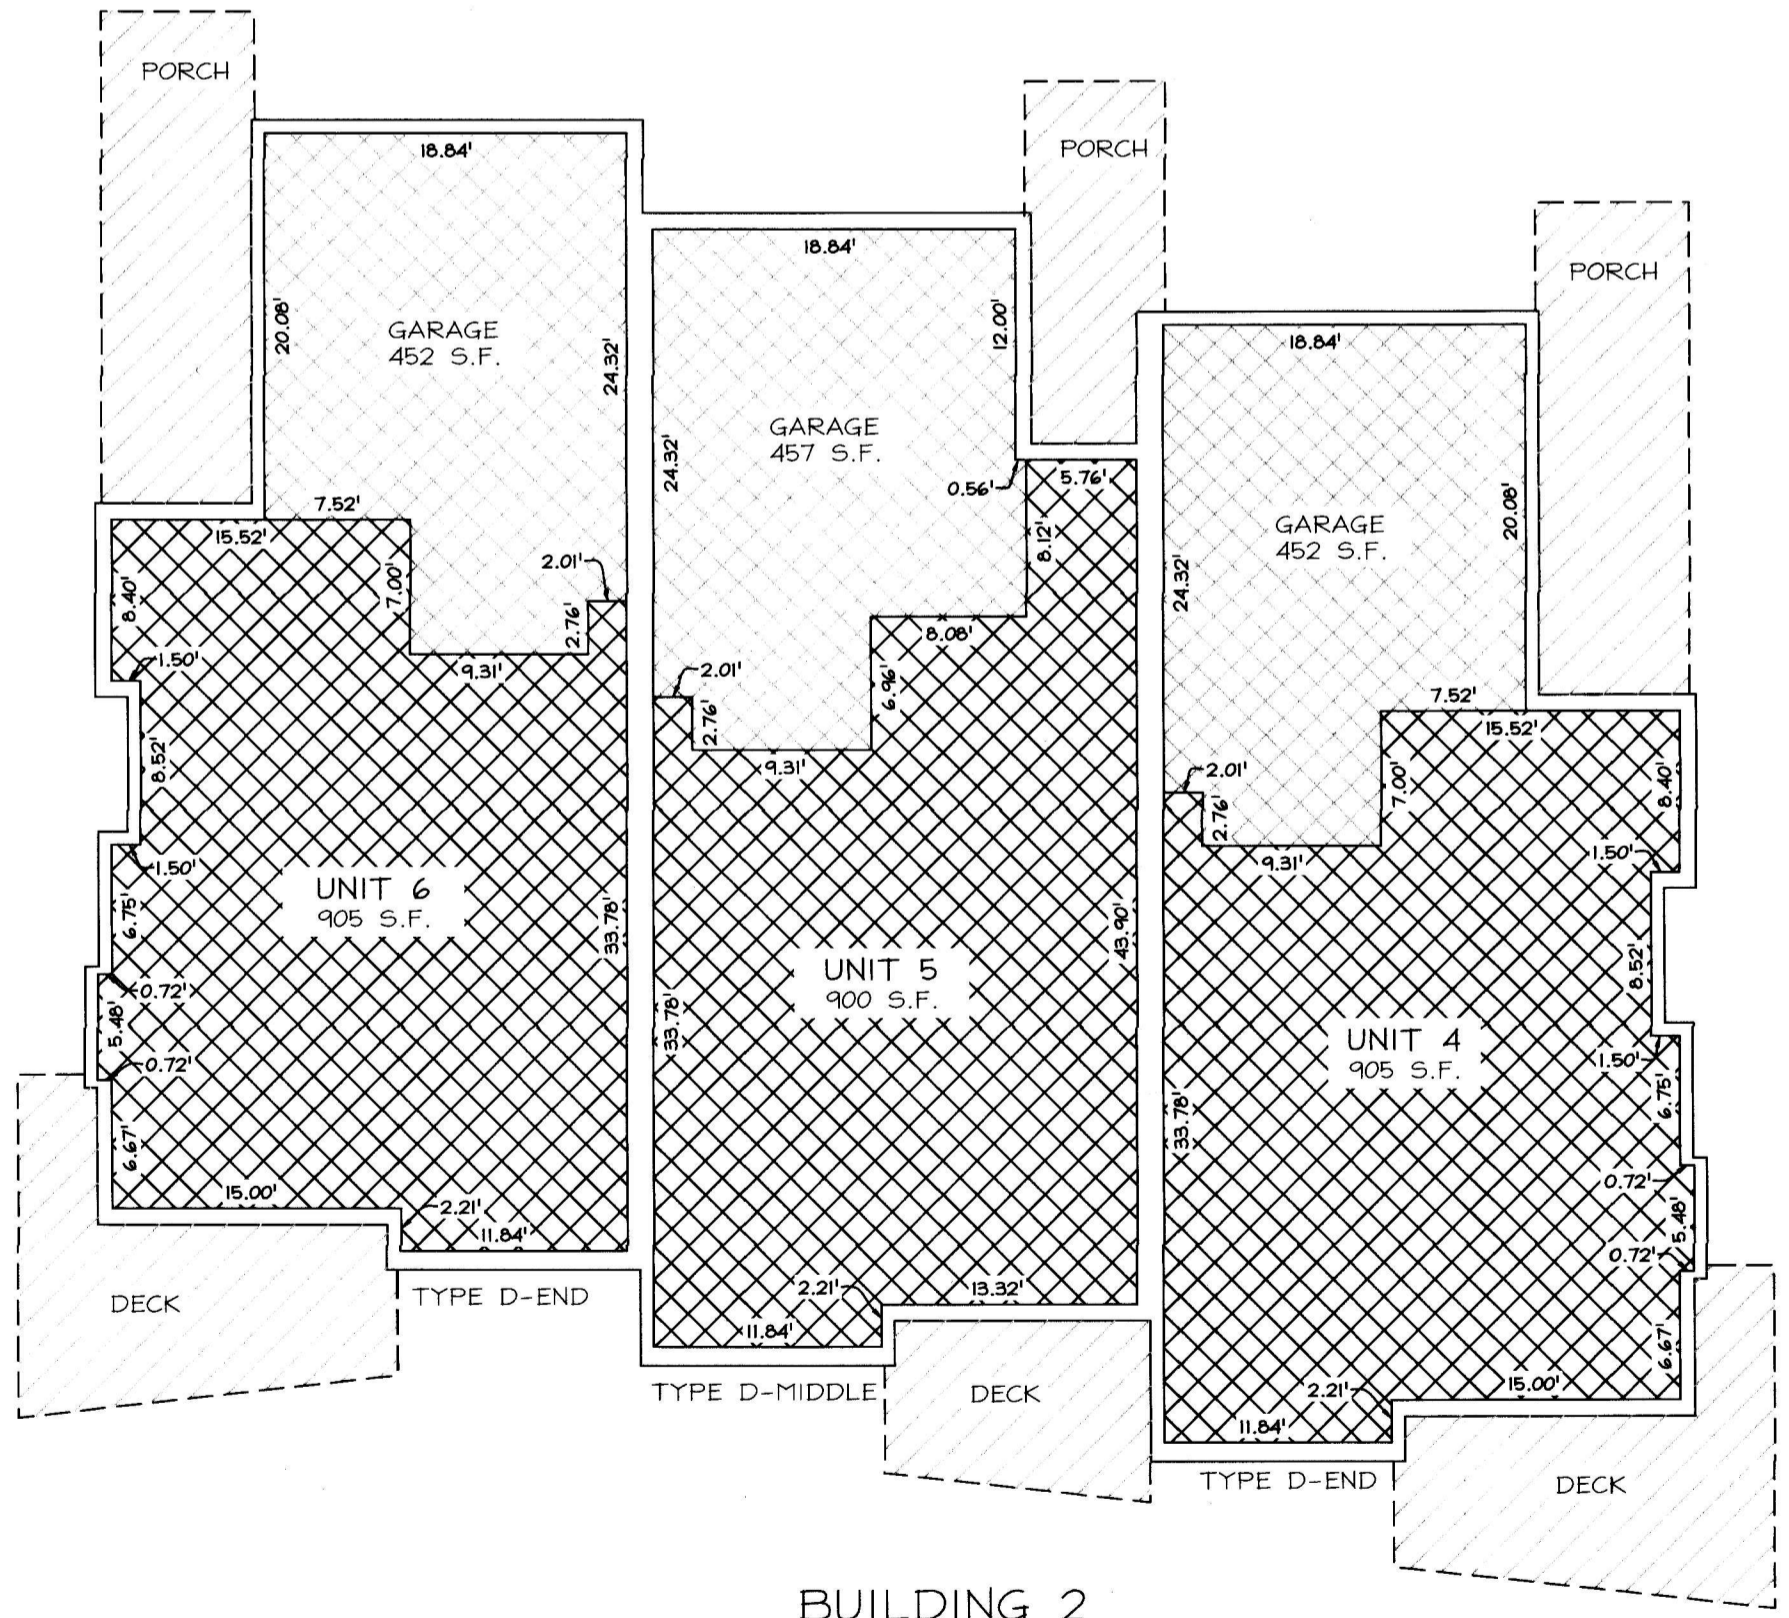 PORCH
18.84'
20.08'
GARAGE
452 S.F.
24.32'
7.52'
15.52'
8.40'
7.00'
2.01'
2.76'
9.31'
1.50'
8.52'
1.50'
6.75'
UNIT 6
905 S.F.
33.78'
0.72'
5.48'
0.72'
6.67'
15.00'
2.21'
11.84'
DECK
TYPE D-END
PORCH
18.84'
12.00'
24.32'
GARAGE
457 S.F.
0.56'
5.76'
8.12'
8.08'
6.96'
2.01'
2.76'
9.31'
43.90'
UNIT 5
900 S.F.
33.78'
2.21'
13.32'
11.84'
TYPE D-MIDDLE
DECK
PORCH
18.84'
GARAGE
452 S.F.
20.08'
24.32'
7.52'
15.52'
2.01'
2.76'
7.00'
8.40'
9.31'
1.50'
8.52'
1.50'
UNIT 4
905 S.F.
6.75'
33.78'
0.72'
5.48'
0.72'
6.67'
15.00'
2.21'
11.84'
TYPE D-END
DECK
BUILDING 2